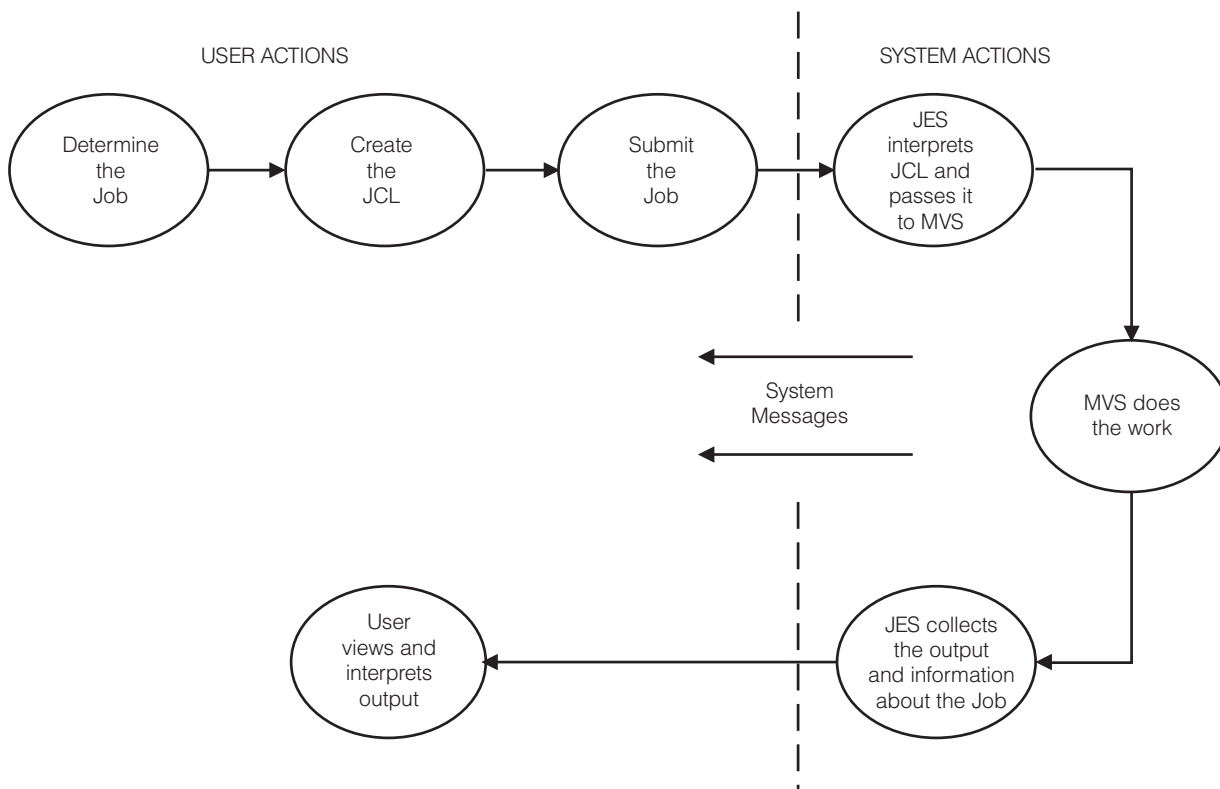 USER ACTIONS
SYSTEM ACTIONS
Determine
the
Job
Create
the
JCL
Submit
the
Job
JES
interprets
JCL and
passes it
to MVS
System
Messages
MVS does
the work
User
views and
interprets
output
JES collects
the output
and information
about the Job